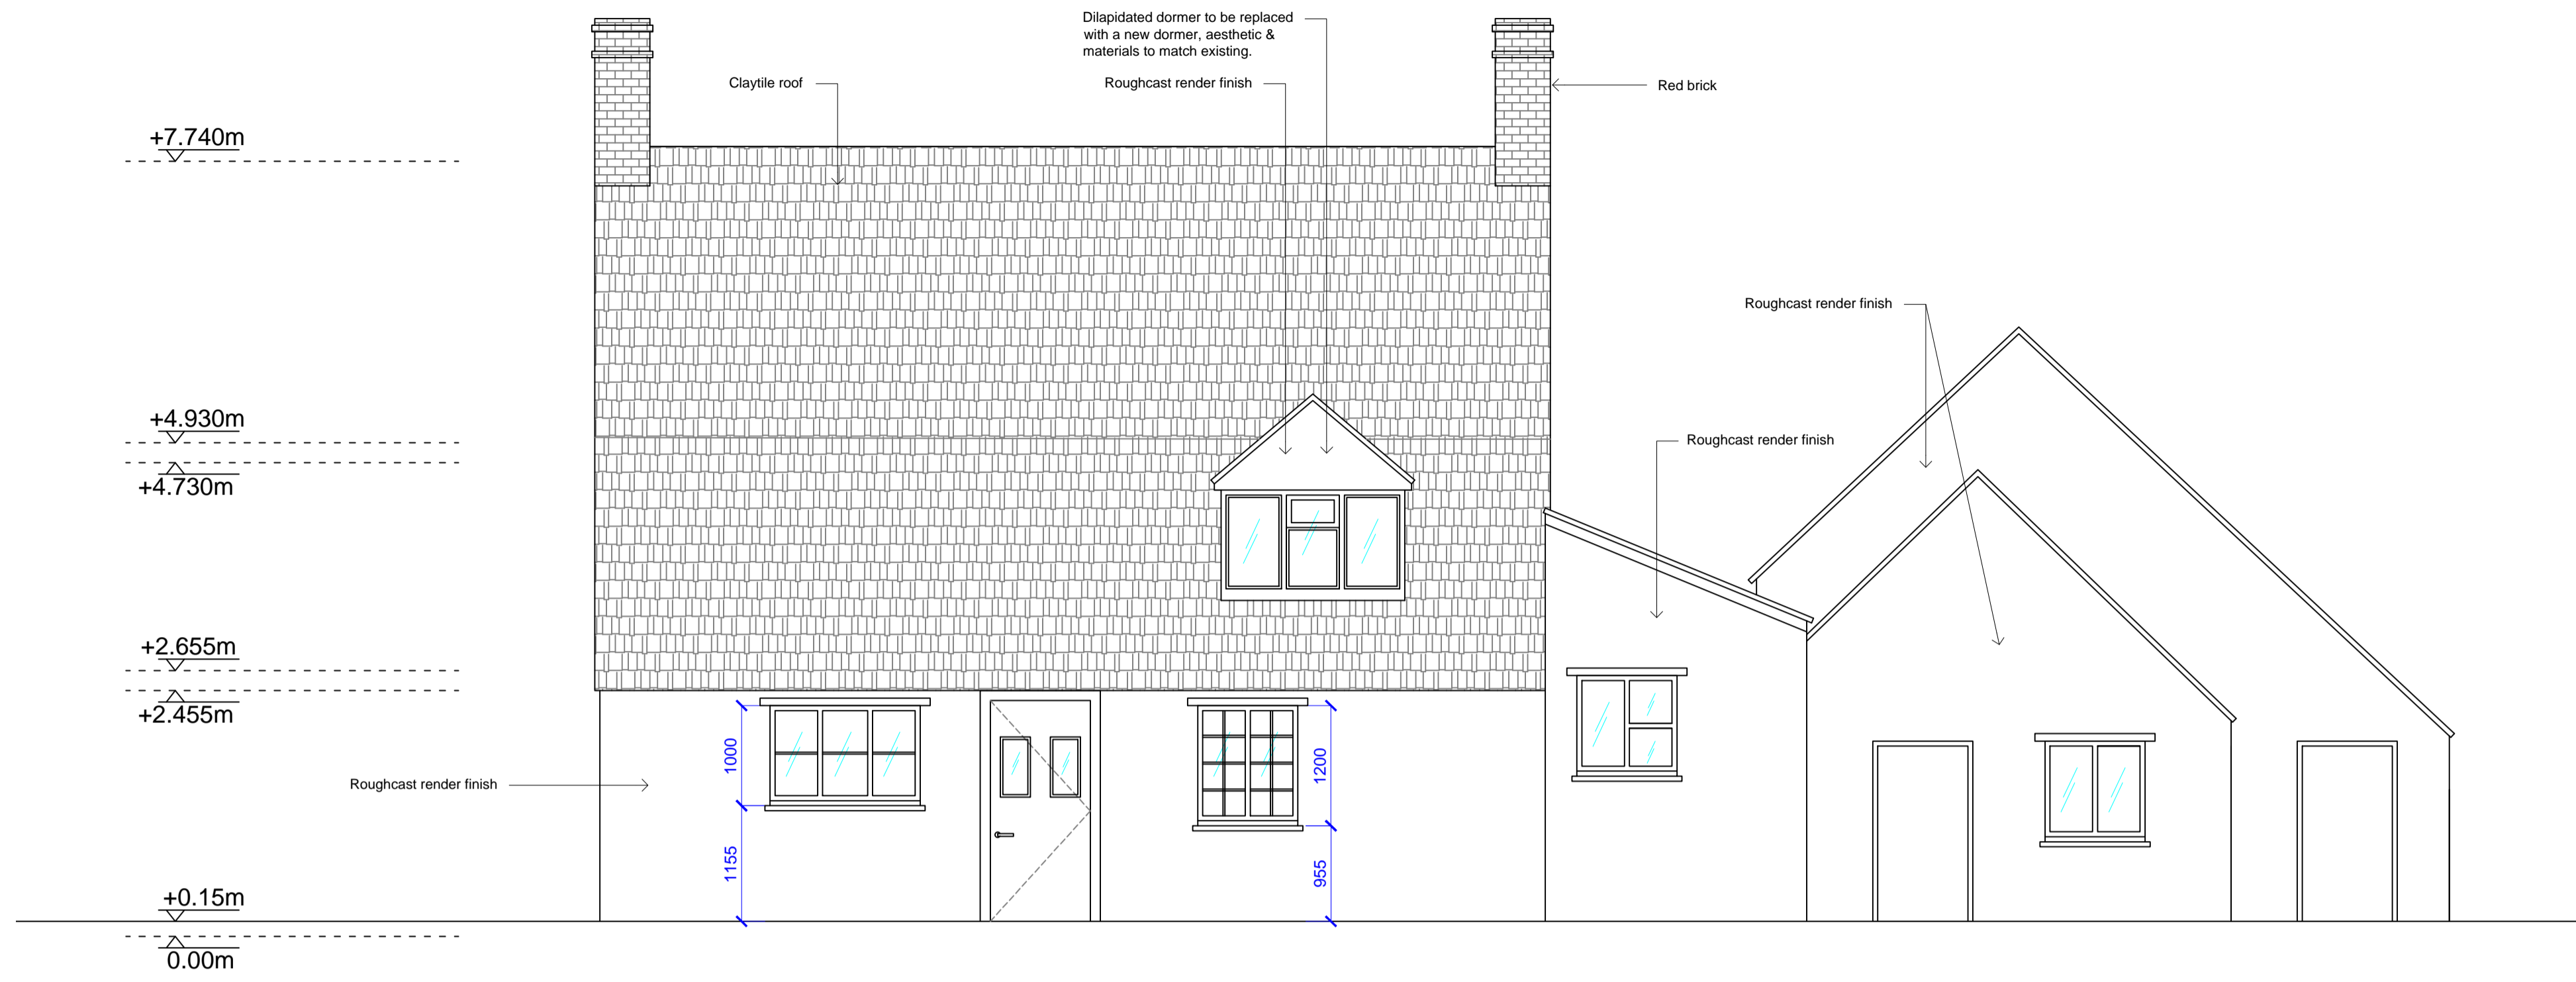 Dilapidated dormer to be replaced
with a new dormer, aesthetic &
materials to match existing.
Claytile roof
Roughcast render finish
Red brick
+7.740m
Roughcast render finish
+4.930m
Roughcast render finish
+4.730m
+2.655m
+2.455m
1000
1200
Roughcast render finish
1155
955
+0.15m
0.00m